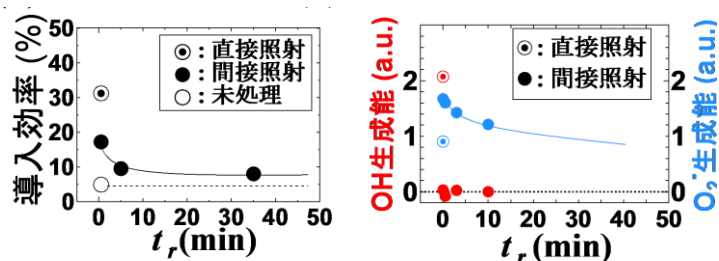 導入効率 (%)
50
40
30
20
10
0
◉: 直接照射
●: 間接照射
○: 未処理
0 10 20 30 40 50
t_r (min)
OH生成能 (a.u.)
2
1
0
◉: 直接照射
●: 間接照射
2
1
0
O₂⁻生成能 (a.u.)
0 10 20 30 40 50
t_r (min)